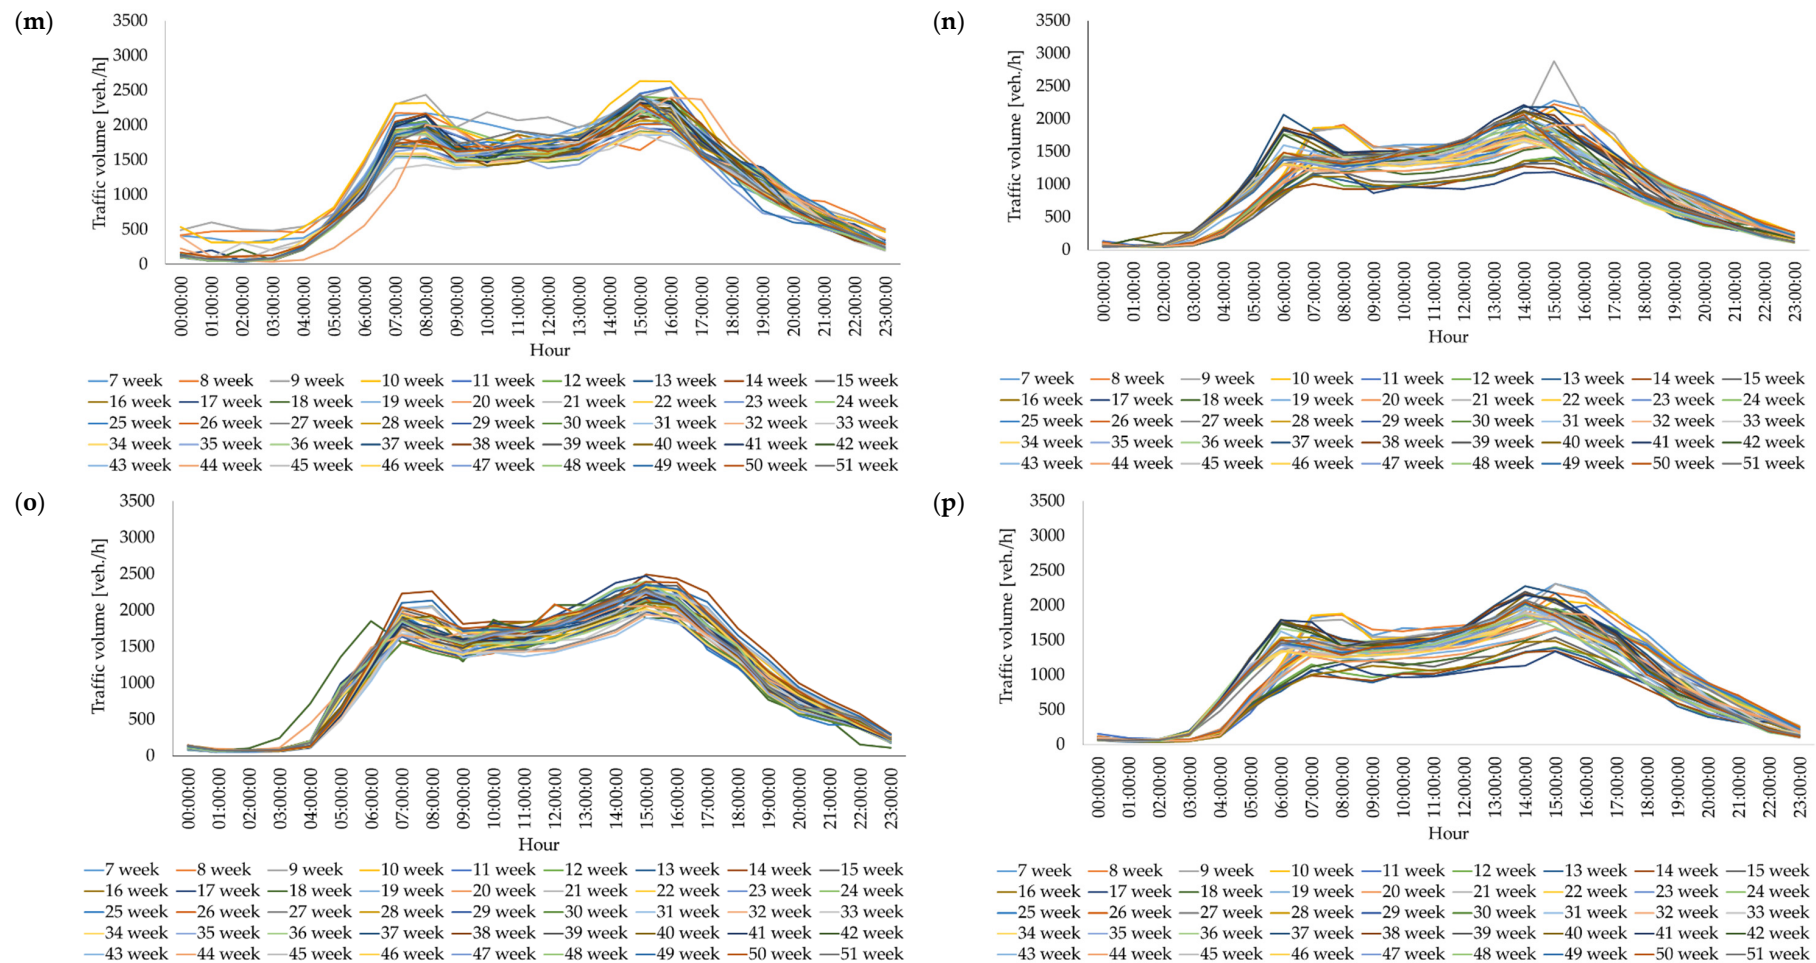 (m)
3500
3000
2500
2000
1500
1000
500
0
Traffic volume [veh./h]
00:00:00 01:00:00 02:00:00 03:00:00 04:00:00 05:00:00 06:00:00 07:00:00 08:00:00 09:00:00 10:00:00 11:00:00 12:00:00 13:00:00 14:00:00 15:00:00 16:00:00 17:00:00 18:00:00 19:00:00 20:00:00 21:00:00 22:00:00 23:00:00
Hour
7 week 8 week 9 week 10 week 11 week 12 week 13 week 14 week 15 week
16 week 17 week 18 week 19 week 20 week 21 week 22 week 23 week 24 week
25 week 26 week 27 week 28 week 29 week 30 week 31 week 32 week 33 week
34 week 35 week 36 week 37 week 38 week 39 week 40 week 41 week 42 week
43 week 44 week 45 week 46 week 47 week 48 week 49 week 50 week 51 week
(n)
3500
3000
2500
2000
1500
1000
500
0
Traffic volume [veh./h]
00:00:00 01:00:00 02:00:00 03:00:00 04:00:00 05:00:00 06:00:00 07:00:00 08:00:00 09:00:00 10:00:00 11:00:00 12:00:00 13:00:00 14:00:00 15:00:00 16:00:00 17:00:00 18:00:00 19:00:00 20:00:00 21:00:00 22:00:00 23:00:00
Hour
7 week 8 week 9 week 10 week 11 week 12 week 13 week 14 week 15 week
16 week 17 week 18 week 19 week 20 week 21 week 22 week 23 week 24 week
25 week 26 week 27 week 28 week 29 week 30 week 31 week 32 week 33 week
34 week 35 week 36 week 37 week 38 week 39 week 40 week 41 week 42 week
43 week 44 week 45 week 46 week 47 week 48 week 49 week 50 week 51 week
(o)
3500
3000
2500
2000
1500
1000
500
0
Traffic volume [veh./h]
00:00:00 01:00:00 02:00:00 03:00:00 04:00:00 05:00:00 06:00:00 07:00:00 08:00:00 09:00:00 10:00:00 11:00:00 12:00:00 13:00:00 14:00:00 15:00:00 16:00:00 17:00:00 18:00:00 19:00:00 20:00:00 21:00:00 22:00:00 23:00:00
Hour
7 week 8 week 9 week 10 week 11 week 12 week 13 week 14 week 15 week
16 week 17 week 18 week 19 week 20 week 21 week 22 week 23 week 24 week
25 week 26 week 27 week 28 week 29 week 30 week 31 week 32 week 33 week
34 week 35 week 36 week 37 week 38 week 39 week 40 week 41 week 42 week
43 week 44 week 45 week 46 week 47 week 48 week 49 week 50 week 51 week
(p)
3500
3000
2500
2000
1500
1000
500
0
Traffic volume [veh./h]
00:00:00 01:00:00 02:00:00 03:00:00 04:00:00 05:00:00 06:00:00 07:00:00 08:00:00 09:00:00 10:00:00 11:00:00 12:00:00 13:00:00 14:00:00 15:00:00 16:00:00 17:00:00 18:00:00 19:00:00 20:00:00 21:00:00 22:00:00 23:00:00
Hour
7 week 8 week 9 week 10 week 11 week 12 week 13 week 14 week 15 week
16 week 17 week 18 week 19 week 20 week 21 week 22 week 23 week 24 week
25 week 26 week 27 week 28 week 29 week 30 week 31 week 32 week 33 week
34 week 35 week 36 week 37 week 38 week 39 week 40 week 41 week 42 week
43 week 44 week 45 week 46 week 47 week 48 week 49 week 50 week 51 week